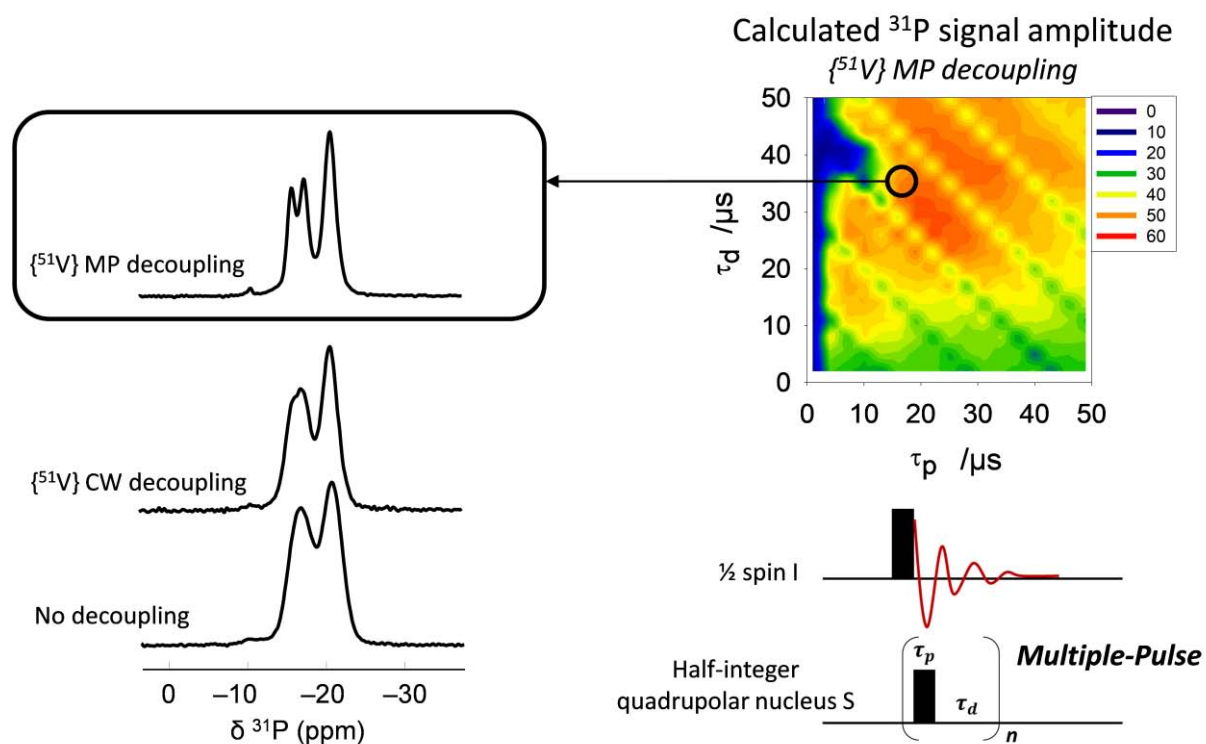 Calculated ³¹P signal amplitude
{⁵¹V} MP decoupling
{⁵¹V} MP decoupling
{⁵¹V} CW decoupling
No decoupling
0 –10 –20 –30
δ ³¹P (ppm)
50
40
30
20
10
0
τd /µs
0 10 20 30 40 50
τp /µs
0
10
20
30
40
50
60
½ spin I
Half-integer
quadrupolar nucleus S
τp
τd
n
Multiple-Pulse